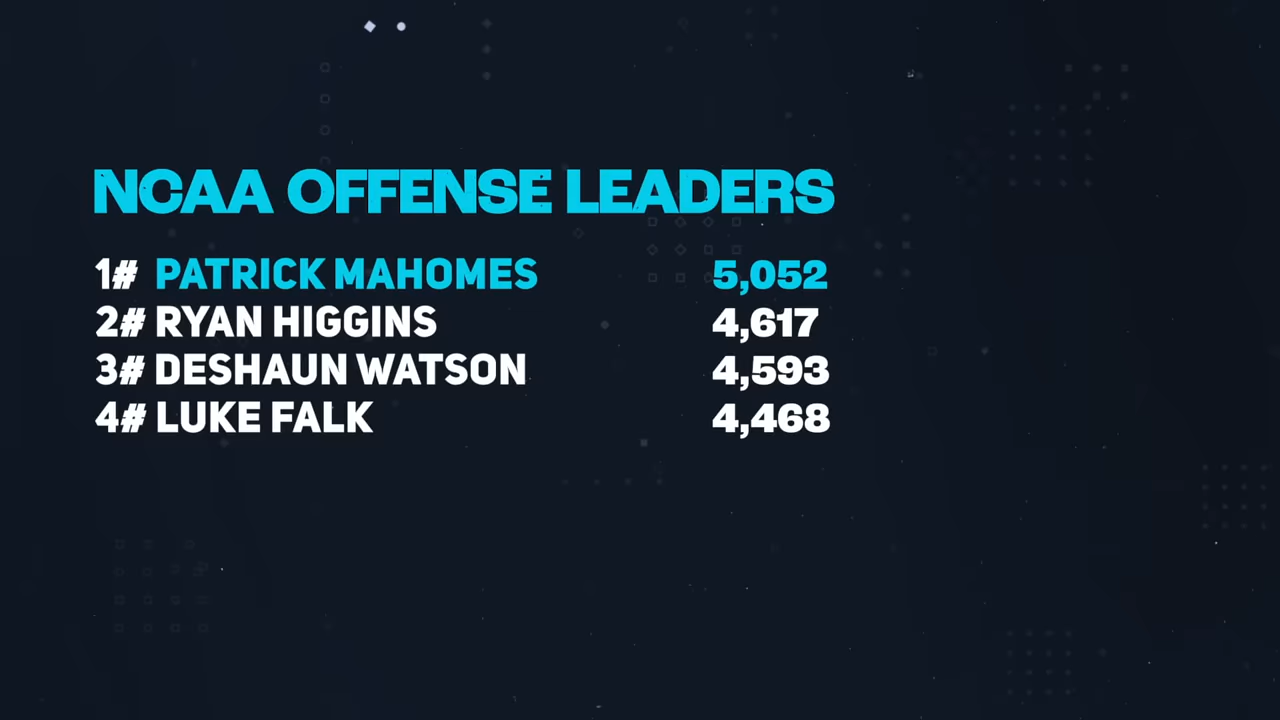 NCAA OFFENSE LEADERS
1# PATRICK MAHOMES 5,052
2# RYAN HIGGINS 4,617
3# DESHAUN WATSON 4,593
4# LUKE FALK 4,468